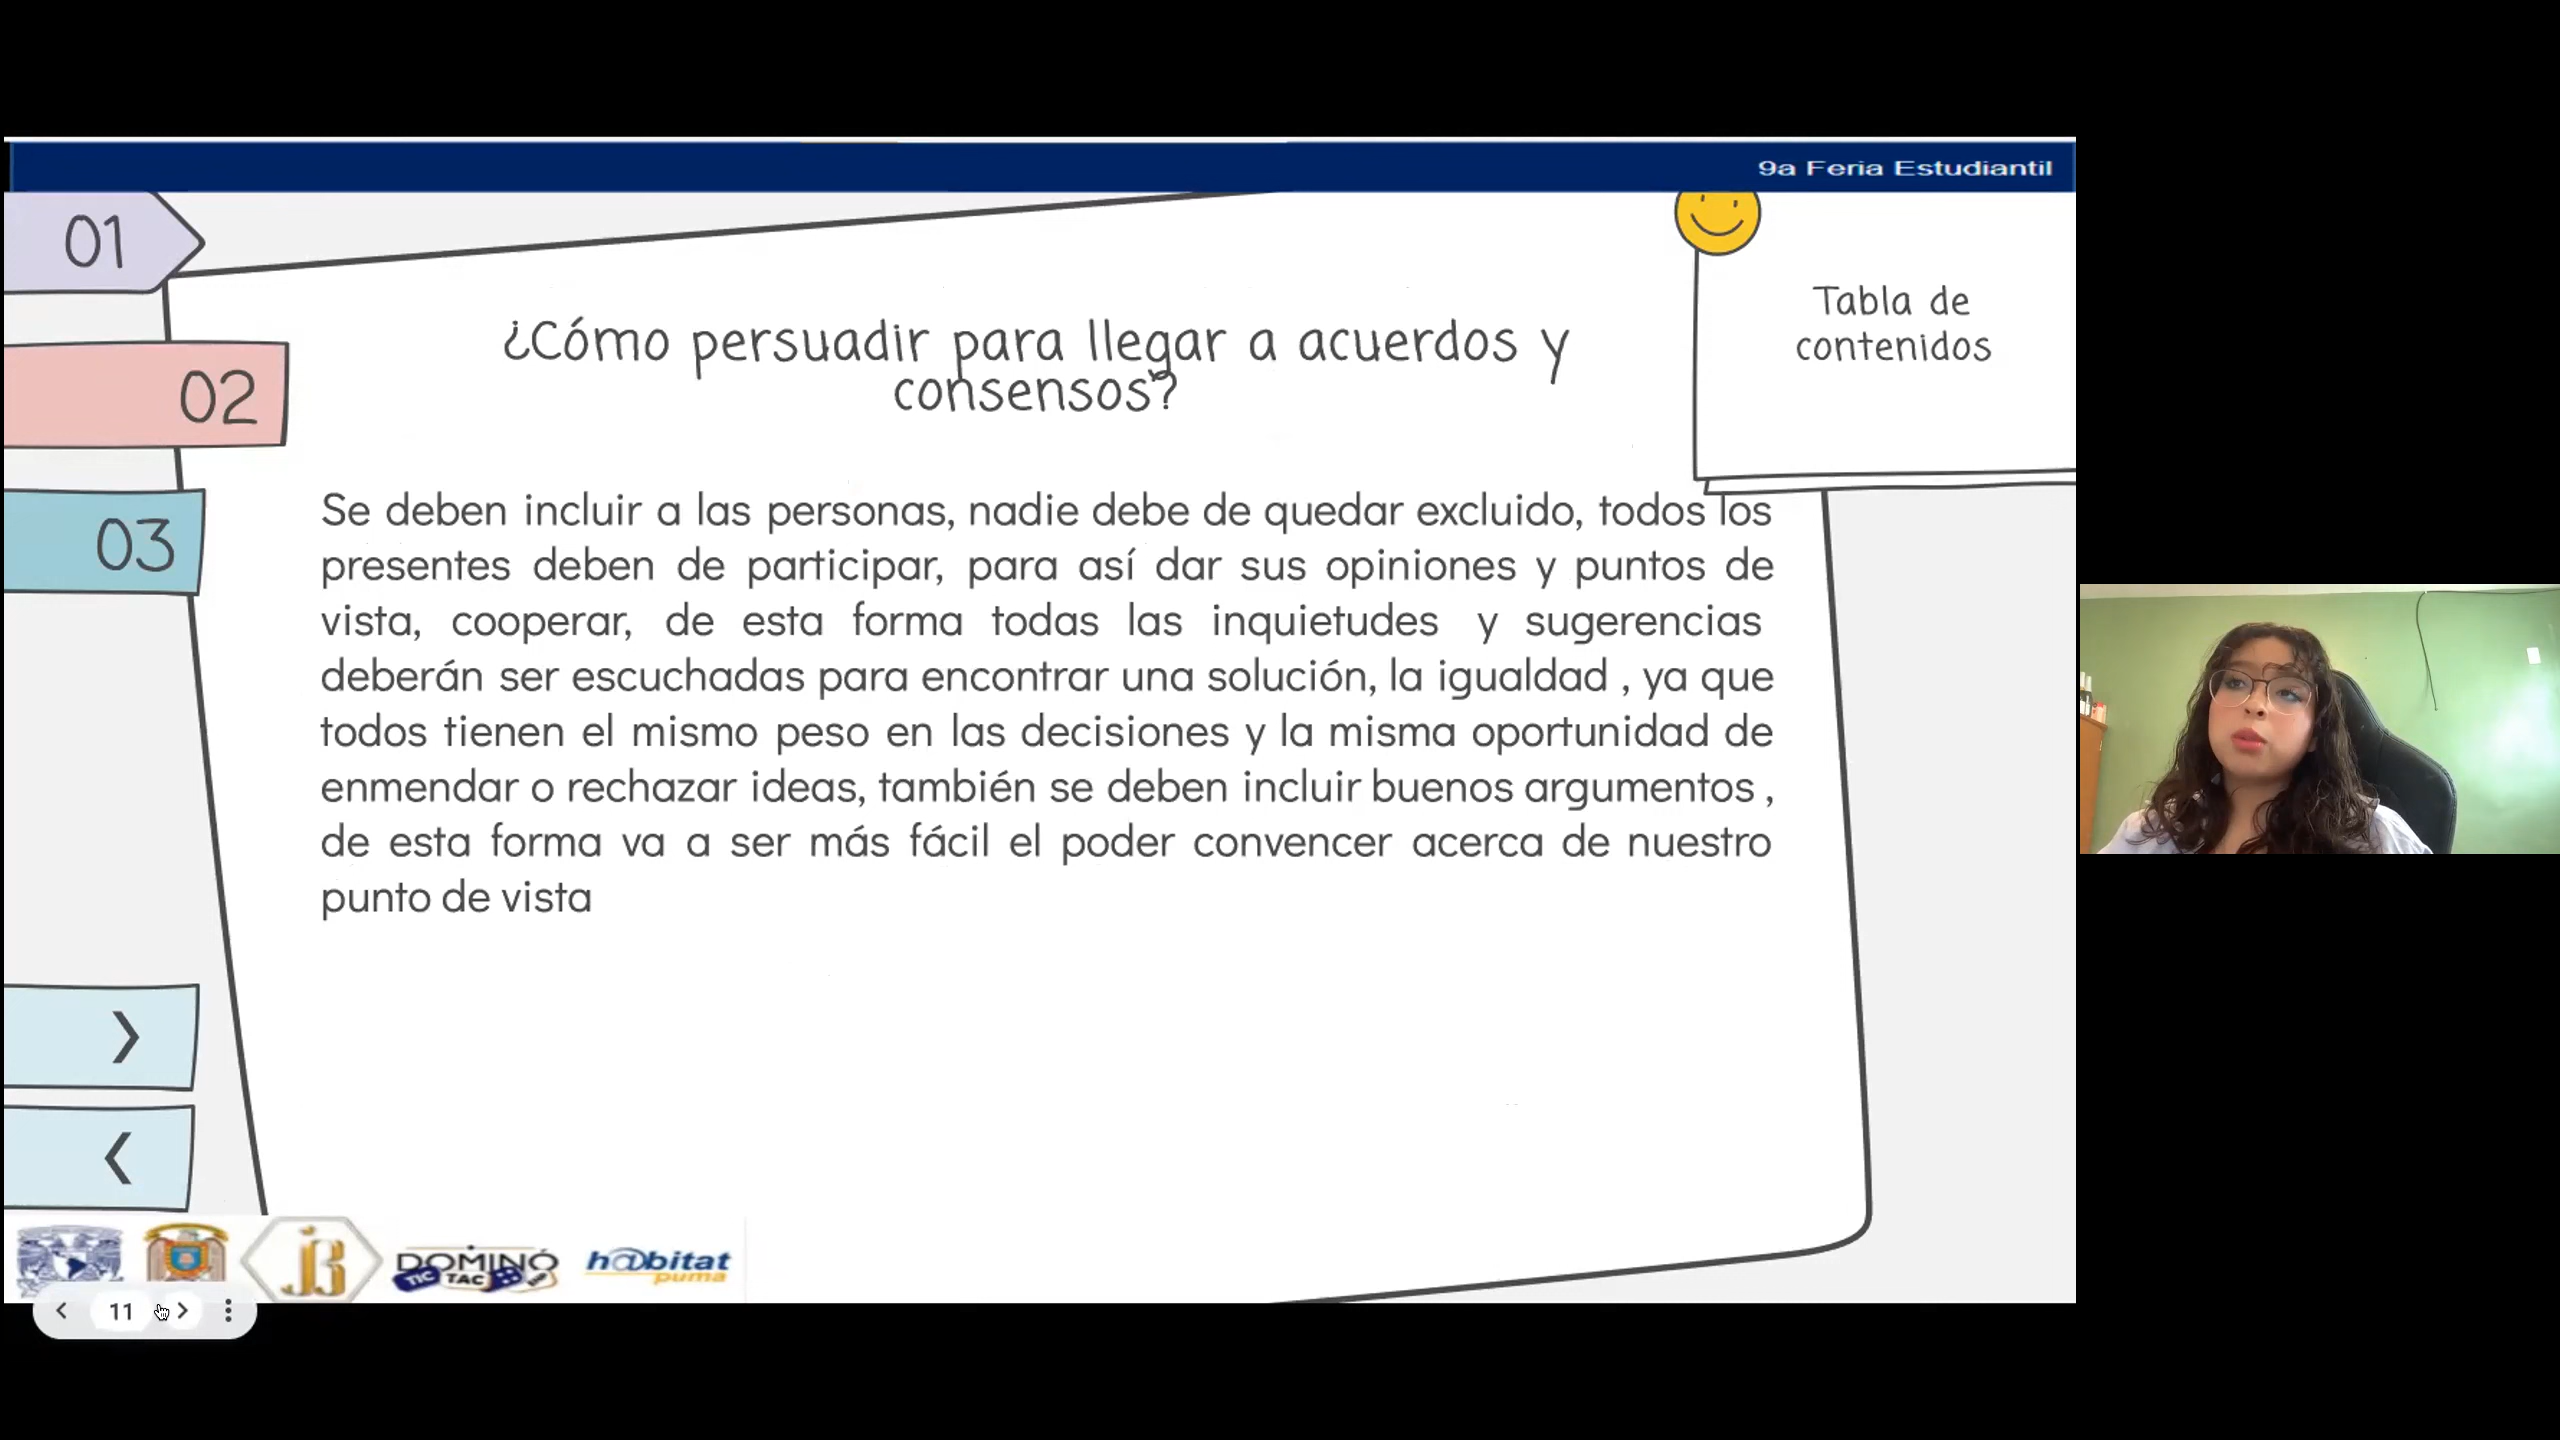 9a Feria Estudiantil
01
02
03
Tabla de
contenidos
¿Cómo persuadir para llegar a acuerdos y
consensos?
Se deben incluir a las personas, nadie debe de quedar excluido, todos los
presentes deben de participar, para así dar sus opiniones y puntos de
vista, cooperar, de esta forma todas las inquietudes y sugerencias
deberán ser escuchadas para encontrar una solución, la igualdad , ya que
todos tienen el mismo peso en las decisiones y la misma oportunidad de
enmendar o rechazar ideas, también se deben incluir buenos argumentos ,
de esta forma va a ser más fácil el poder convencer acerca de nuestro
punto de vista
JB
DOMINÓ
TIC TAC
h@bitat
puma
11